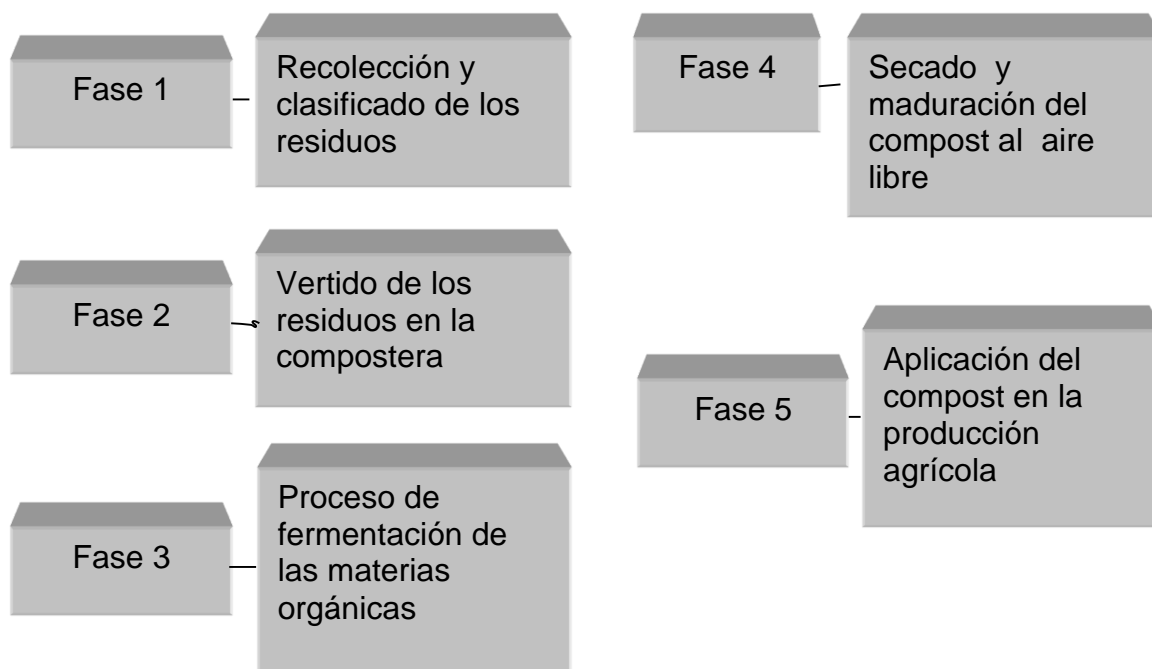 Fase 1
Recolección y
clasificado de los
residuos
Fase 2
Vertido de los
residuos en la
compostera
Fase 3
Proceso de
fermentación de
las materias
orgánicas
Fase 4
Secado y
maduración del
compost al aire
libre
Fase 5
Aplicación del
compost en la
producción
agrícola